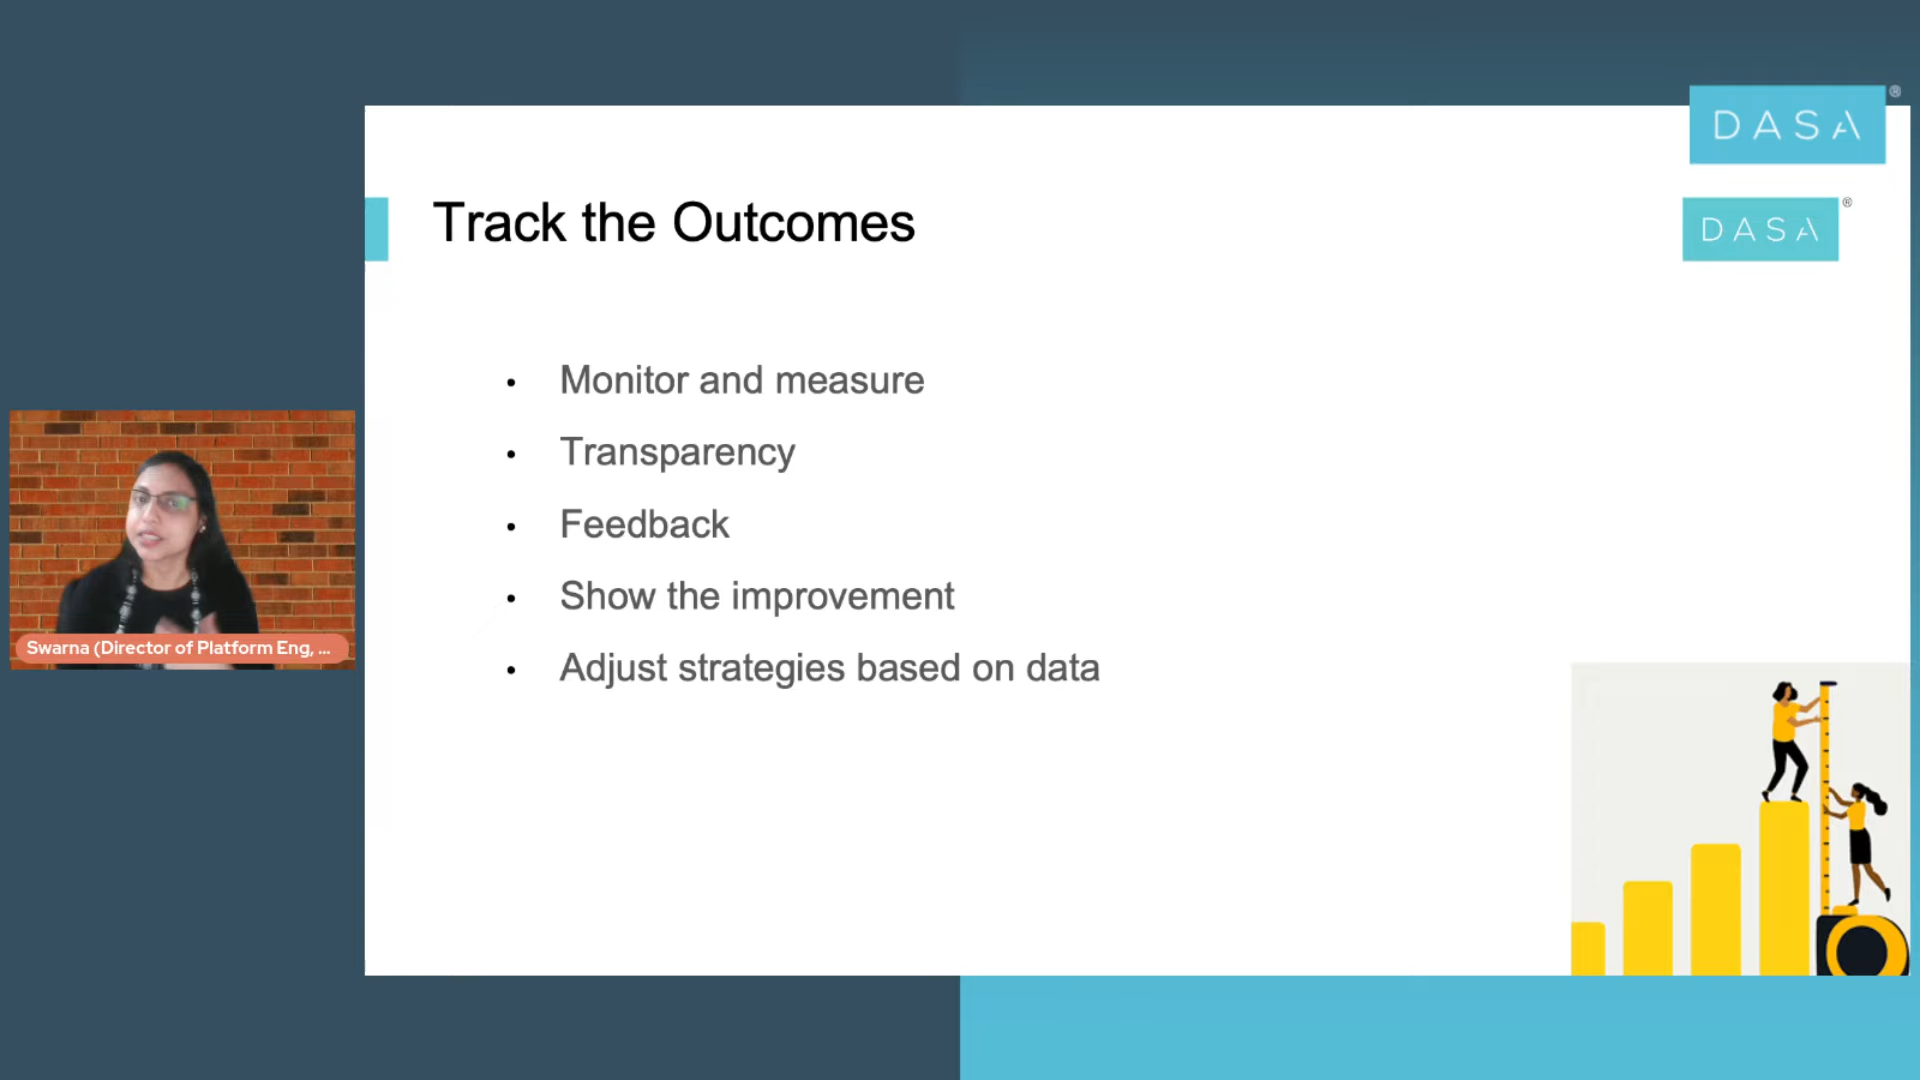 DASA®
DASA®
Track the Outcomes
• Monitor and measure
• Transparency
• Feedback
• Show the improvement
• Adjust strategies based on data
Swarna (Director of Platform Eng, ...